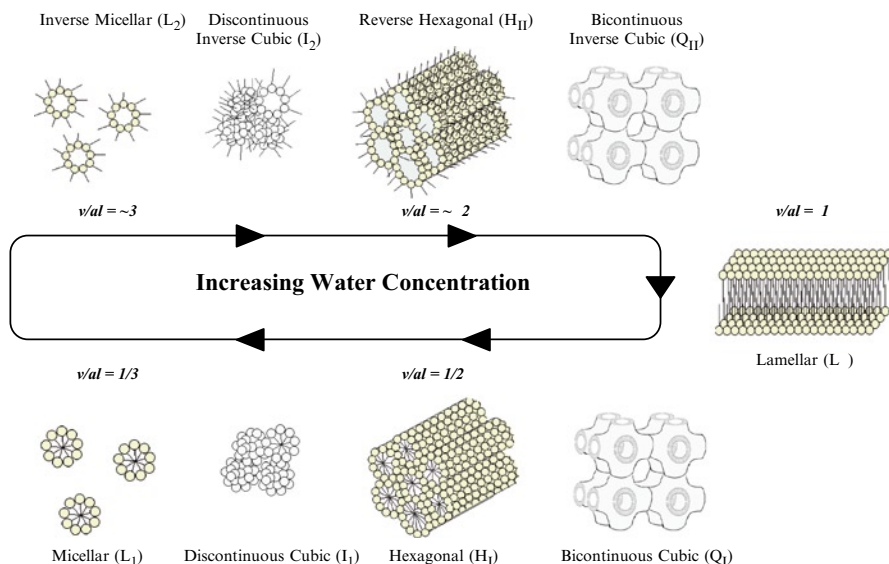 Inverse Micellar (L2)
Discontinuous
Inverse Cubic (I2)
Reverse Hexagonal (HII)
Bicontinuous
Inverse Cubic (QII)
v/al = ~3
v/al = ~ 2
v/al = 1
Increasing Water Concentration
Lamellar (L )
v/al = 1/3
v/al = 1/2
Micellar (L1)
Discontinuous Cubic (I1)
Hexagonal (HI)
Bicontinuous Cubic (QI)